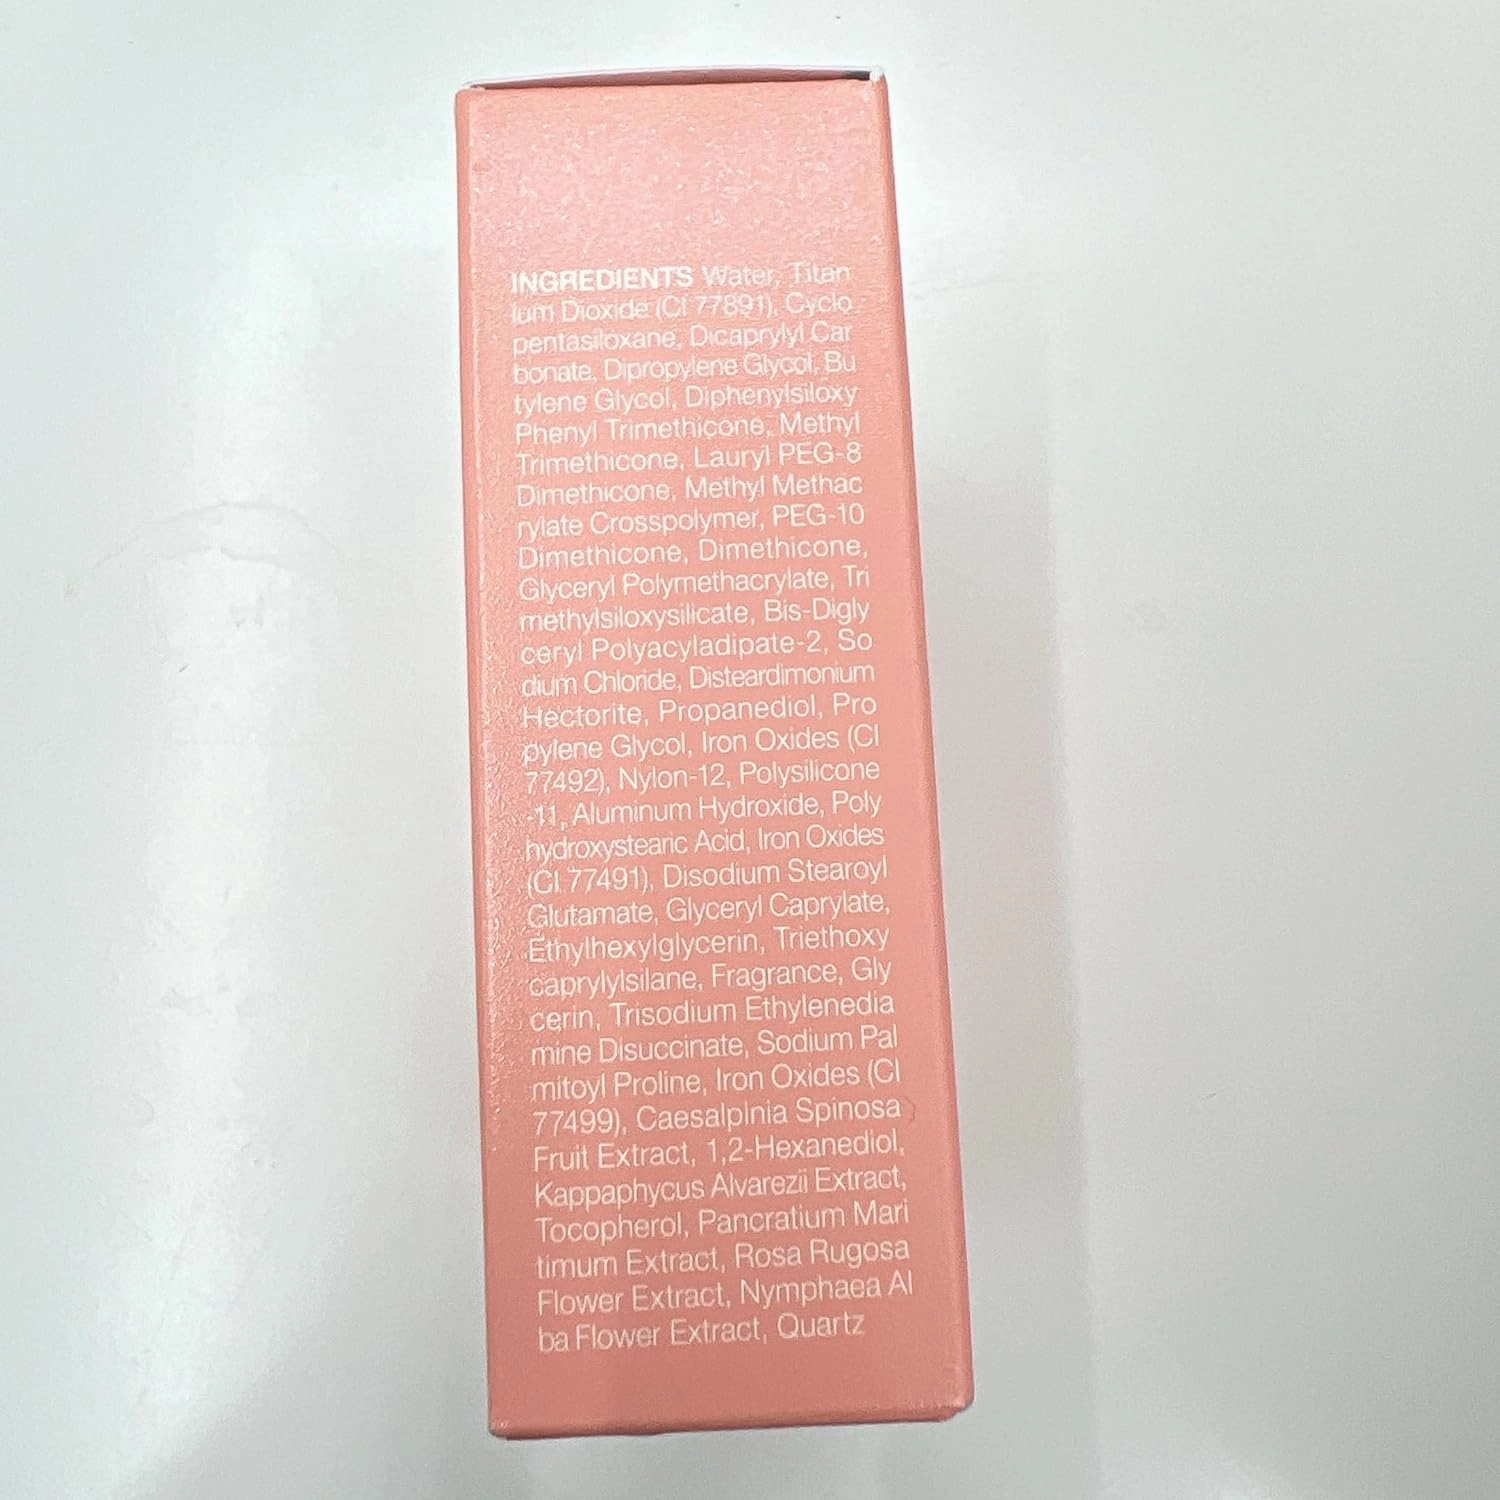 INGREDIENTS Water, Titan
ium Dioxide (CI 77891), Cyclo
pentasiloxane, Dicaprylyl Car
bonate, Dipropylene Glycol, Bu
tylene Glycol, Diphenylsiloxy
Phenyl Trimethicone, Methyl
Trimethicone, Lauryl PEG-8
Dimethicone, Methyl Methac
rylate Crosspolymer, PEG-10
Dimethicone, Dimethicone,
Glyceryl Polymethacrylate, Tri
methylsiloxysilicate, Bis-Digly
ceryl Polyacyladipate-2, So
dium Chloride, Disteardimonium
Hectorite, Propanediol, Pro
pylene Glycol, Iron Oxides (CI
77492), Nylon-12, Polysilicone
-11, Aluminum Hydroxide, Poly
hydroxystearic Acid, Iron Oxides
(CI 77491), Disodium Stearoyl
Glutamate, Glyceryl Caprylate,
Ethylhexylglycerin, Triethoxy
caprylylsilane, Fragrance, Gly
cerin, Trisodium Ethylenedia
mine Disuccinate, Sodium Pal
mitoyl Proline, Iron Oxides (CI
77499), Caesalpinia Spinosa
Fruit Extract, 1,2-Hexanediol,
Kappaphycus Alvarezii Extract,
Tocopherol, Pancratium Mari
timum Extract, Rosa Rugosa
Flower Extract, Nymphaea Al
ba Flower Extract, Quartz